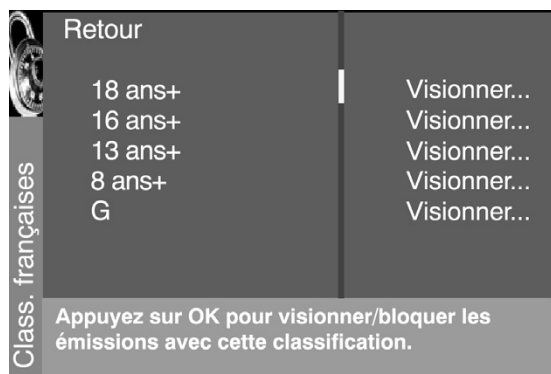 Retour
18 ans+ Visionner...
16 ans+ Visionner...
13 ans+ Visionner...
8 ans+ Visionner...
G Visionner...
Class. françaises
Appuyez sur OK pour visionner/bloquer les
émissions avec cette classification.